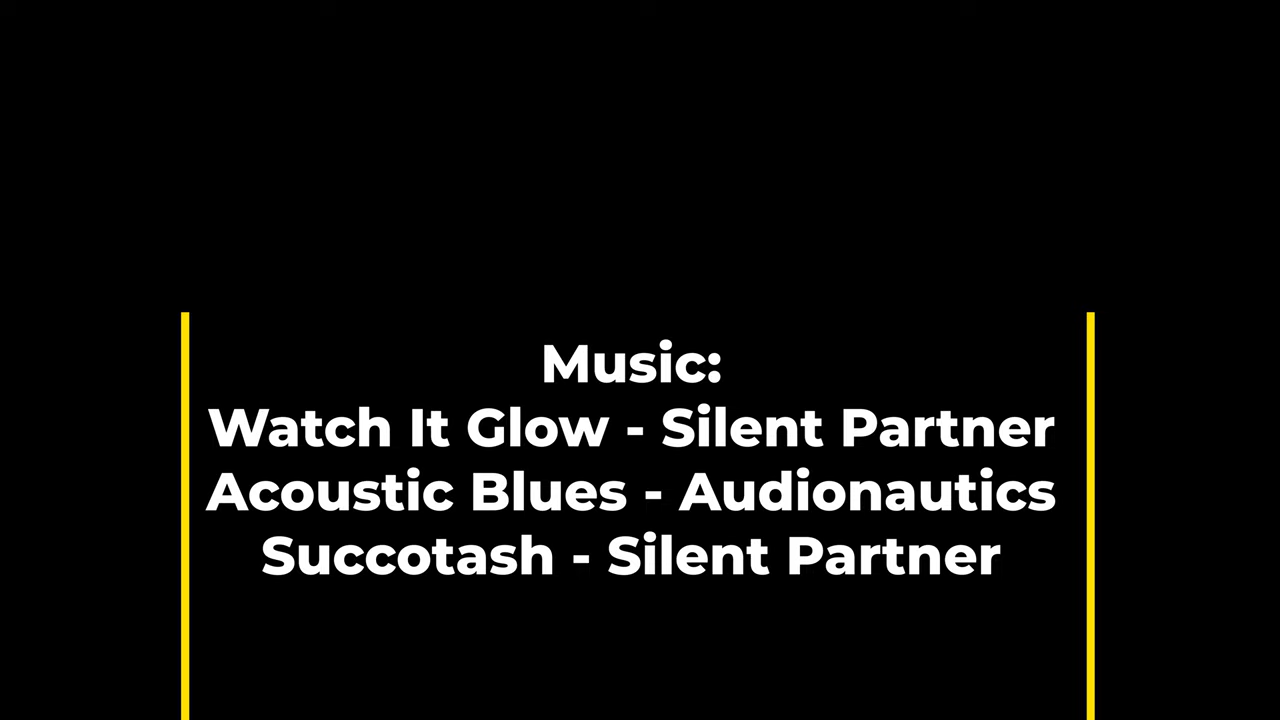 Music:
Watch It Glow - Silent Partner
Acoustic Blues - Audionautics
Succotash - Silent Partner